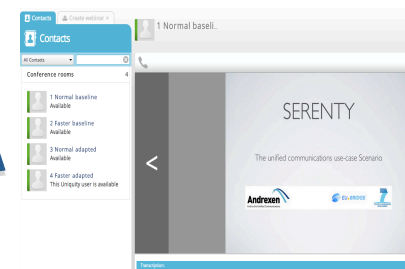 Contacts
Create webinar ×
1 Normal baseli..
Contacts
All Contacts
Conference rooms 4
1 Normal baseline
Available
2 Faster baseline
Available
3 Normal adapted
Available
4 Faster adapted
This Uniquity user is available
SERENTY
The unified communications use-case Scenario
<
Andrexen
EU-BRIDGE
Transcription